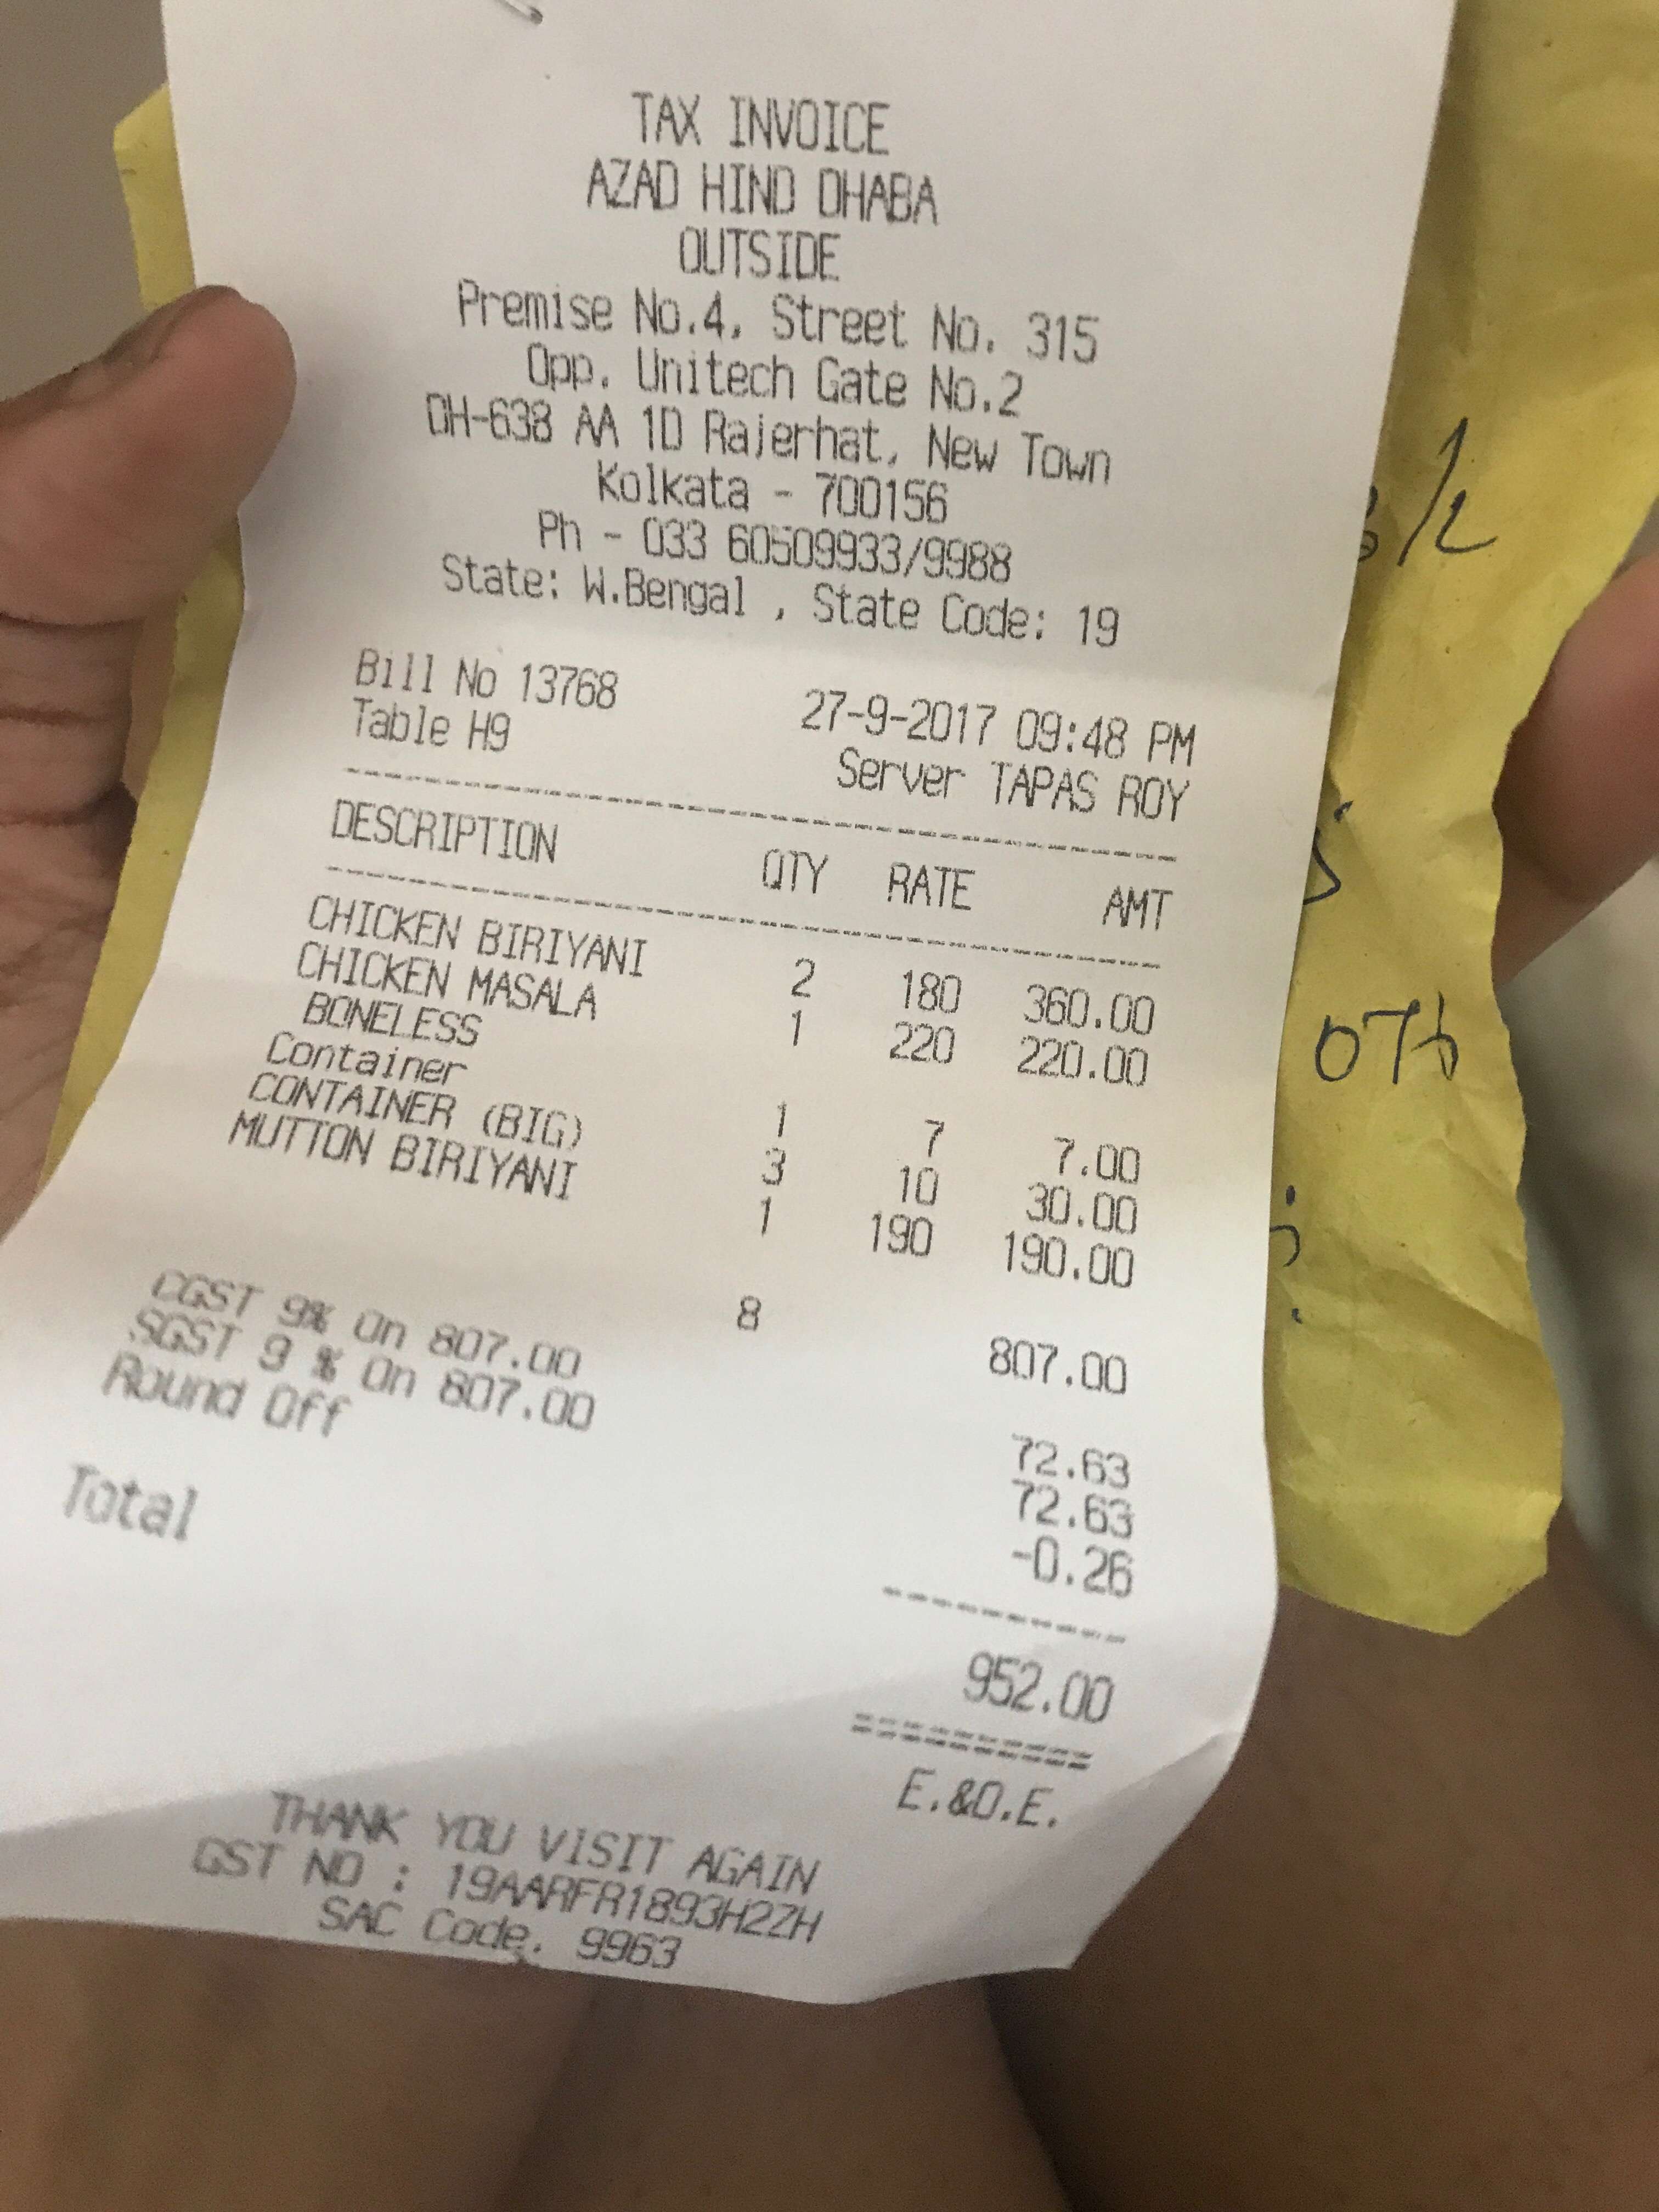 TAX INVOICE
AZAD HIND DHABA
OUTSIDE
Premise No.4, Street No. 315
Opp. Unitech Gate No.2
DH-638 AA 1D Rajerhat, New Town
Kolkata - 700156
Ph - 033 60509933/9988
State: W.Bengal , State Code: 19
Bill No 13768 27-9-2017 09:48 PM
Table H9 Server TAPAS ROY
DESCRIPTION QTY RATE AMT
CHICKEN BIRIYANI 2 180 360.00
CHICKEN MASALA 1 220 220.00
BONELESS
Container 1 7 7.00
CONTAINER (BIG) 3 10 30.00
MUTTON BIRIYANI 1 190 190.00
8 807.00
CGST 9% On 807.00 72.63
SGST 9 % On 807.00 72.63
Round Off -0.26
Total 952.00
E.&O.E.
THANK YOU VISIT AGAIN
GST NO : 19AARFR1893H2ZH
SAC Code. 9963